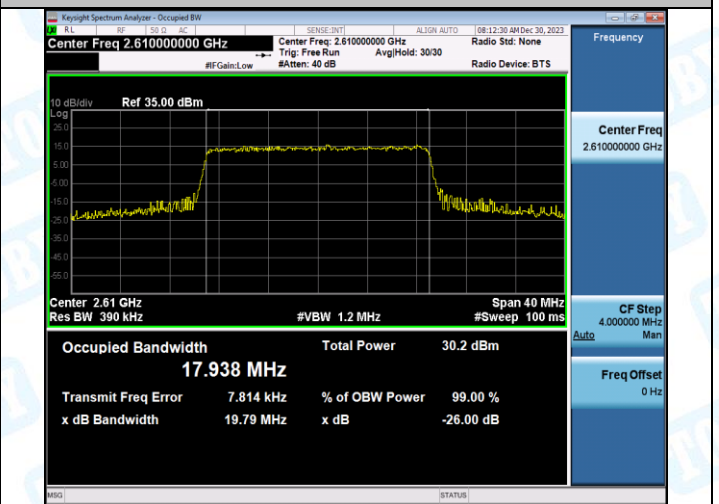 Keysight Spectrum Analyzer - Occupied BW
RL RF 50 Ω AC SENSE:INT ALIGN AUTO 08:12:30 AM Dec 30, 2023
Center Freq 2.610000000 GHz
Center Freq: 2.610000000 GHz
Radio Std: None
Trig: Free Run Avg|Hold: 30/30
#IFGain:Low #Atten: 40 dB Radio Device: BTS
Frequency
10 dB/div Ref 35.00 dBm
Log
25.0
15.0
5.00
-5.00
-15.0
-25.0
-35.0
-45.0
-55.0
Center Freq
2.610000000 GHz
Center 2.61 GHz Span 40 MHz
Res BW 390 kHz #VBW 1.2 MHz #Sweep 100 ms
CF Step
4.000000 MHz
Auto Man
Occupied Bandwidth Total Power 30.2 dBm
17.938 MHz
Transmit Freq Error 7.814 kHz % of OBW Power 99.00 %
x dB Bandwidth 19.79 MHz x dB -26.00 dB
Freq Offset
0 Hz
MSG STATUS